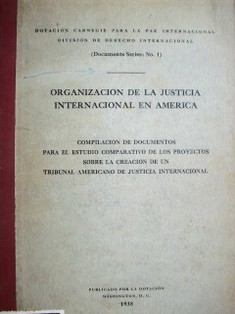 DOTACION CARNEGIE PARA LA PAZ INTERNACIONAL
DIVISION DE DERECHO INTERNACIONAL
(Documents Series: No. 1)
ORGANIZACION DE LA JUSTICIA
INTERNACIONAL EN AMERICA
COMPILACION DE DOCUMENTOS
PARA EL ESTUDIO COMPARATIVO DE LOS PROYECTOS
SOBRE LA CREACION DE UN
TRIBUNAL AMERICANO DE JUSTICIA INTERNACIONAL
PUBLICADO POR LA DOTACION
WASHINGTON, D. C.
1938